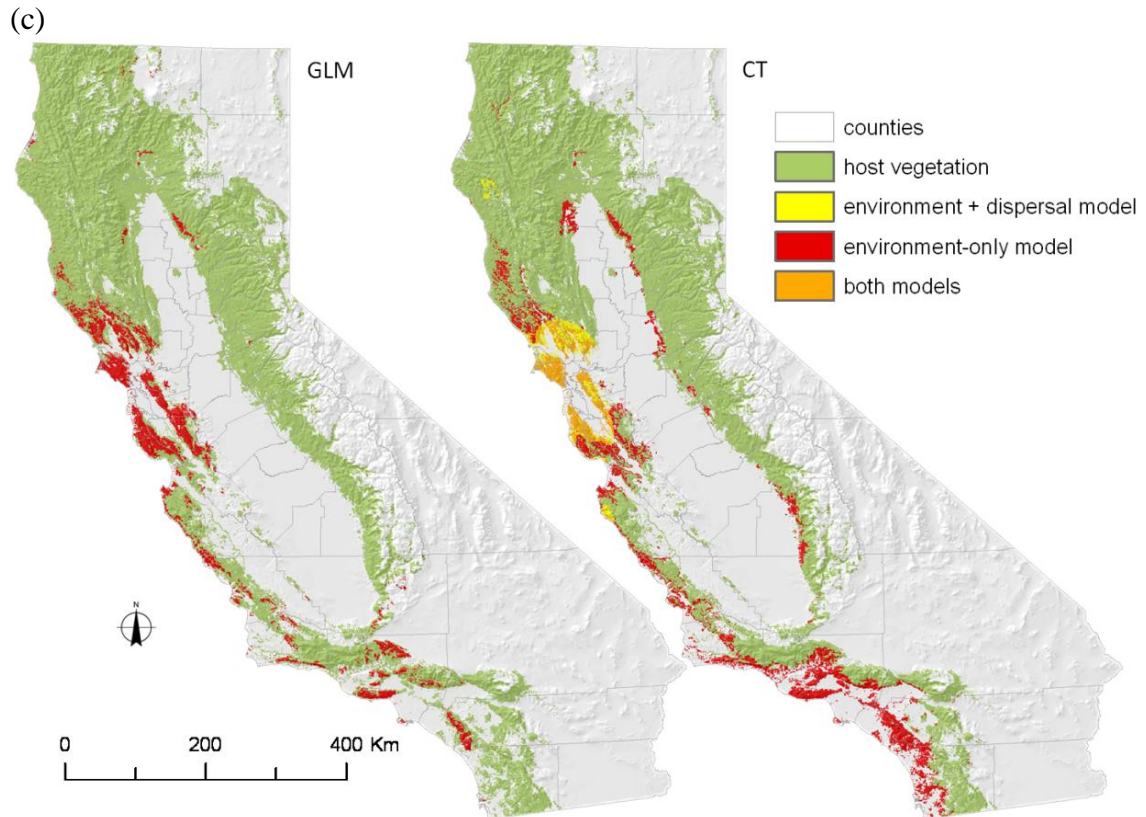 (c)
GLM
CT
counties
host vegetation
environment + dispersal model
environment-only model
both models
N
0 200 400 Km